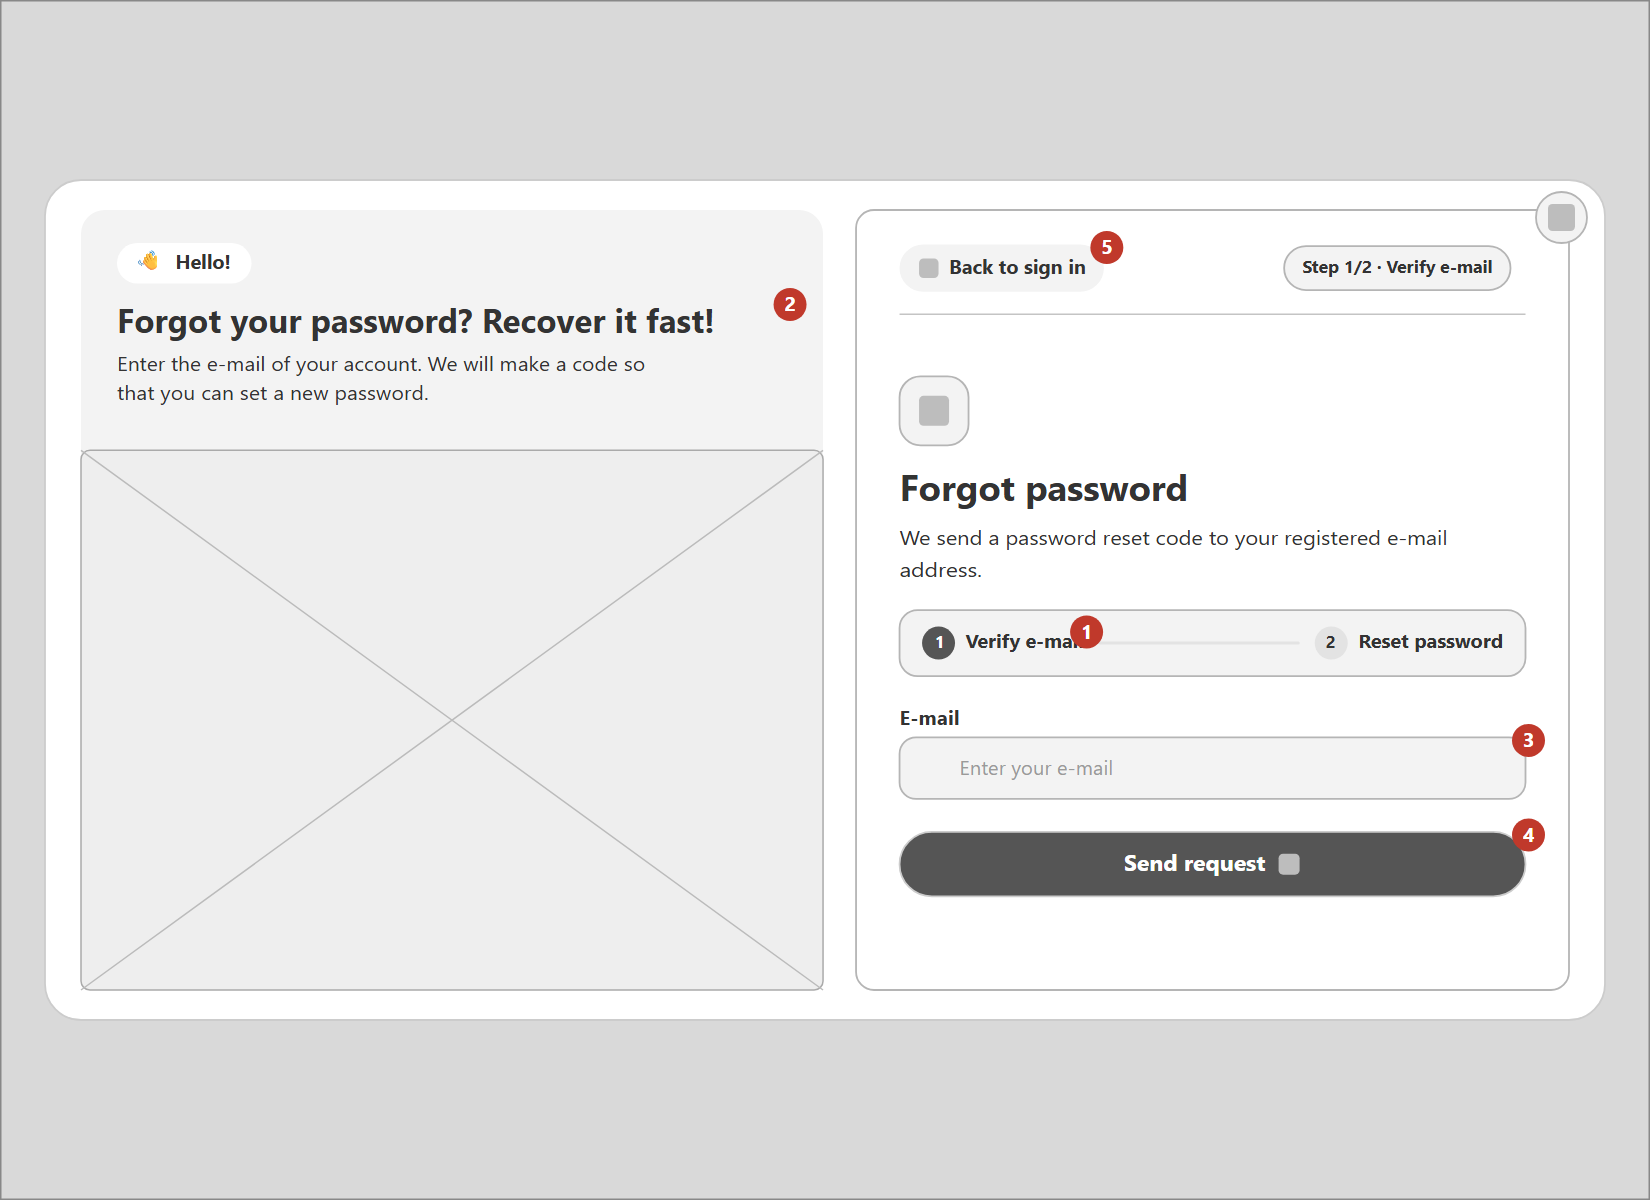 Hello!
Forgot your password? Recover it fast!
2
Enter the e-mail of your account. We will make a code so
that you can set a new password.
Back to sign in
5
Step 1/2 · Verify e-mail
Forgot password
We send a password reset code to your registered e-mail
address.
1 Verify e-mail
1
2 Reset password
E-mail
3
Enter your e-mail
4
Send request